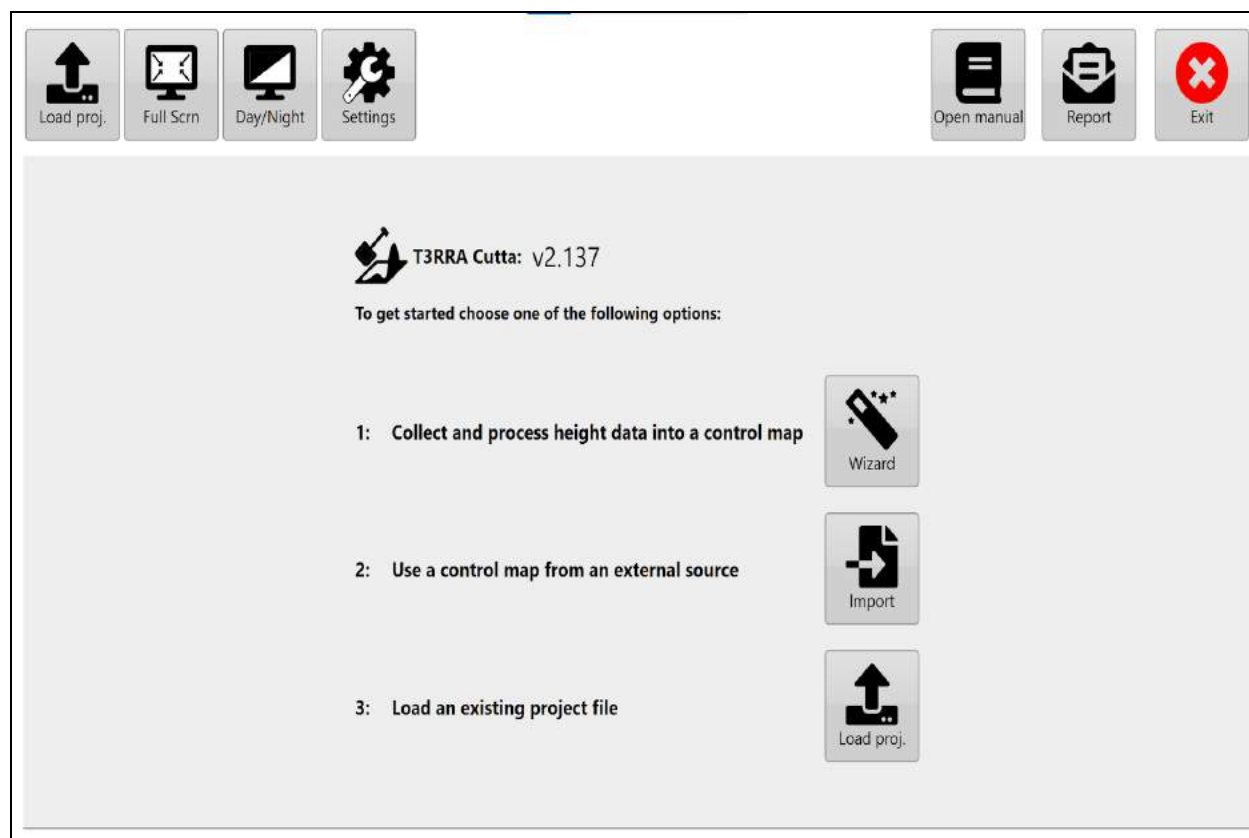 Load proj.
Full Scrn
Day/Night
Settings
Open manual
Report
Exit
T3RRA Cutta: v2.137
To get started choose one of the following options:
1: Collect and process height data into a control map
Wizard
2: Use a control map from an external source
Import
3: Load an existing project file
Load proj.